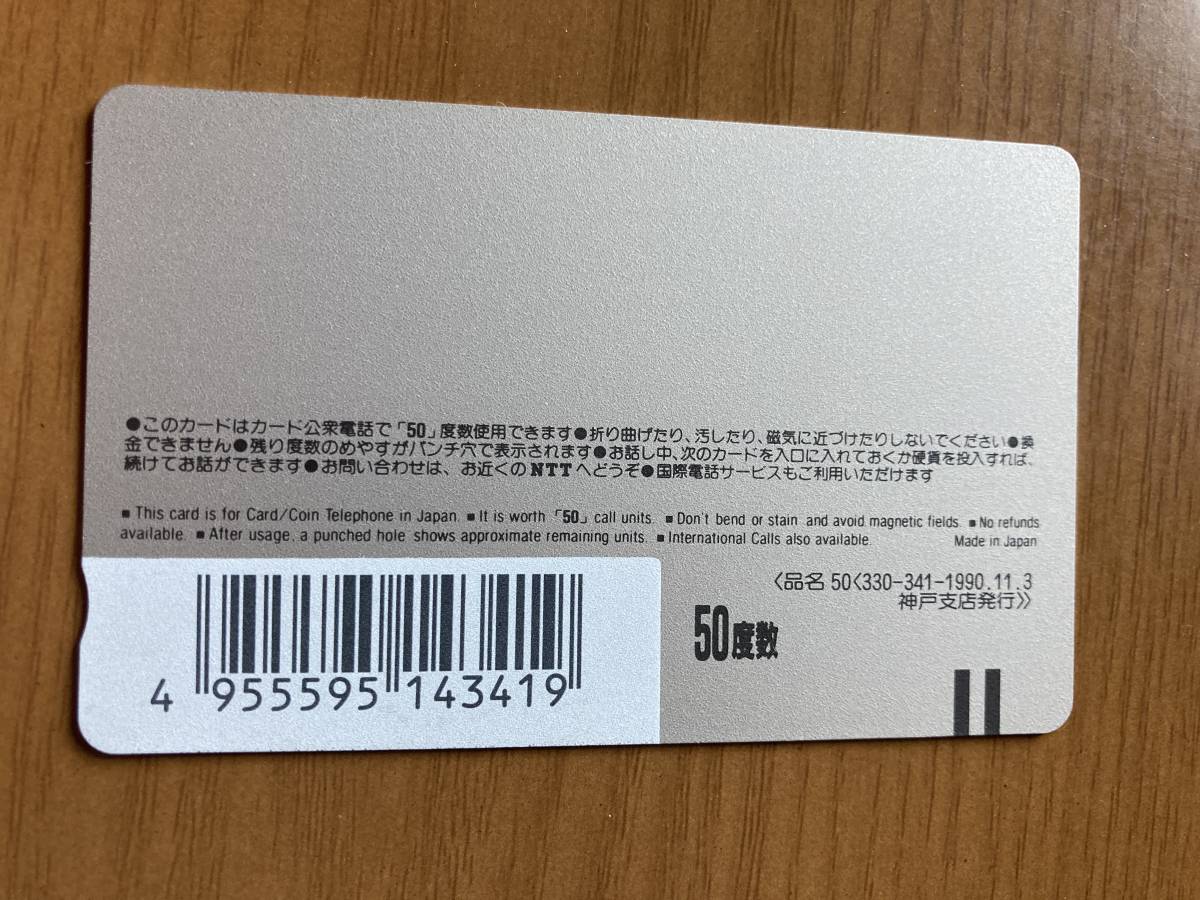 ●このカードはカード公衆電話で「50」度数使用できます●折り曲げたり、汚したり、磁気に近づけたりしないでください●換
金できません●残り度数のめやすがパンチ穴で表示されます●お話し中、次のカードを入口に入れておくか硬貨を投入すれば、
続けてお話ができます●お問い合わせは、お近くのNTTへどうぞ●国際電話サービスもご利用いただけます
■ This card is for Card/Coin Telephone in Japan. ■ It is worth 「50」 call units. ■ Don't bend or stain and avoid magnetic fields. ■ No refunds
available. ■ After usage, a punched hole shows approximate remaining units. ■ International Calls also available. Made in Japan
〈品名 50〈330-341-1990.11.3
神戸支店発行〉〉
50度数
4 955595 143419